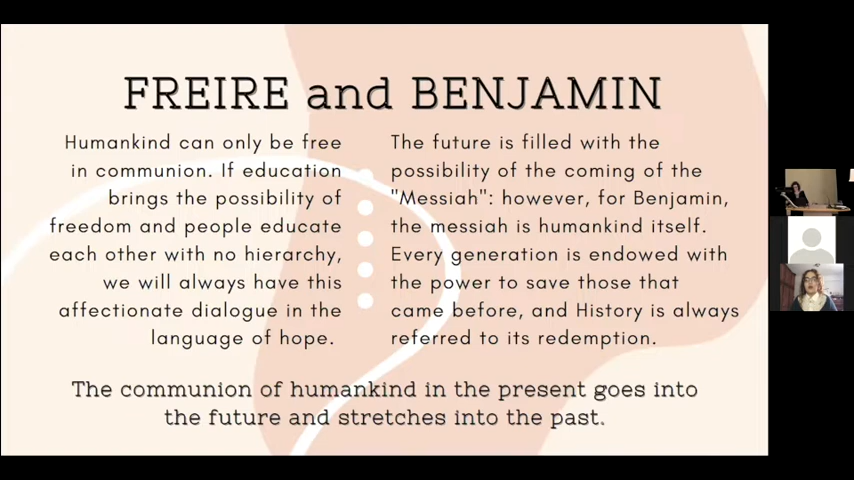 FREIRE and BENJAMIN
Humankind can only be free
in communion. If education
brings the possibility of
freedom and people educate
each other with no hierarchy,
we will always have this
affectionate dialogue in the
language of hope.
The future is filled with the
possibility of the coming of the
"Messiah": however, for Benjamin,
the messiah is humankind itself.
Every generation is endowed with
the power to save those that
came before, and History is always
referred to its redemption.
The communion of humankind in the present goes into
the future and stretches into the past.